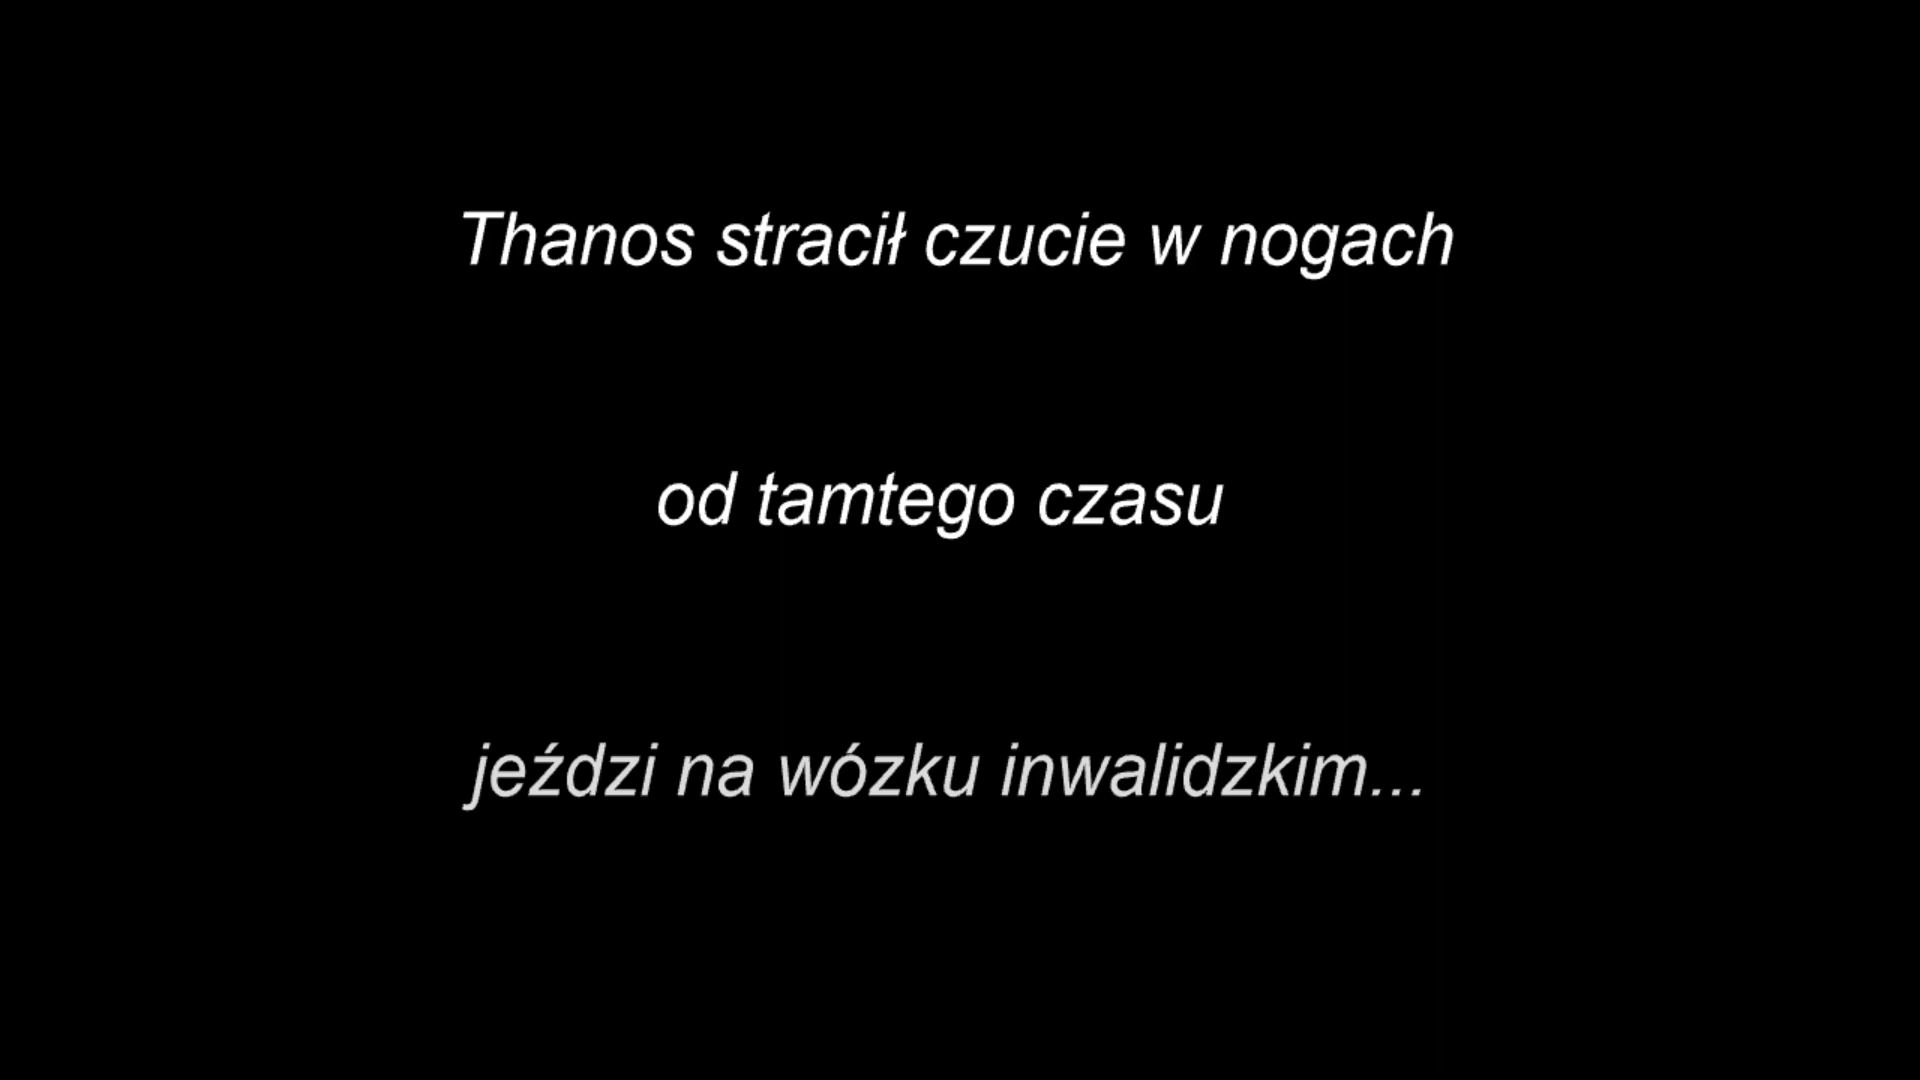 Thanos stracił czucie w nogach
od tamtego czasu
jeździ na wózku inwalidzkim...